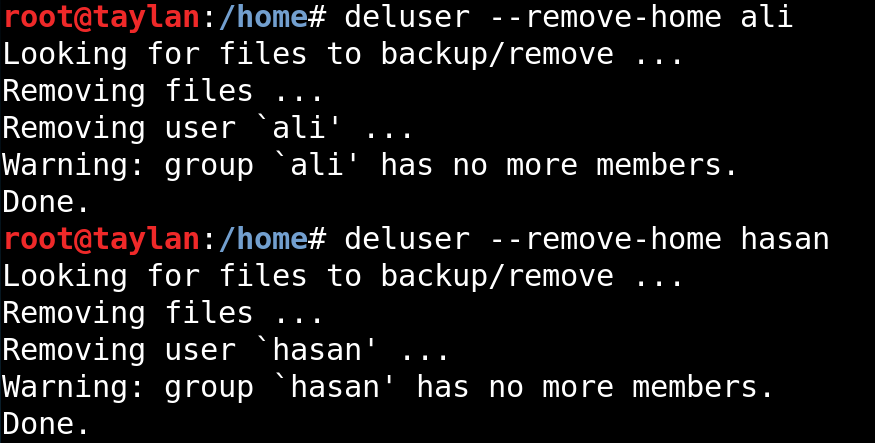 root@taylan:/home# deluser --remove-home ali
Looking for files to backup/remove ...
Removing files ...
Removing user `ali' ...
Warning: group `ali' has no more members.
Done.
root@taylan:/home# deluser --remove-home hasan
Looking for files to backup/remove ...
Removing files ...
Removing user `hasan' ...
Warning: group `hasan' has no more members.
Done.